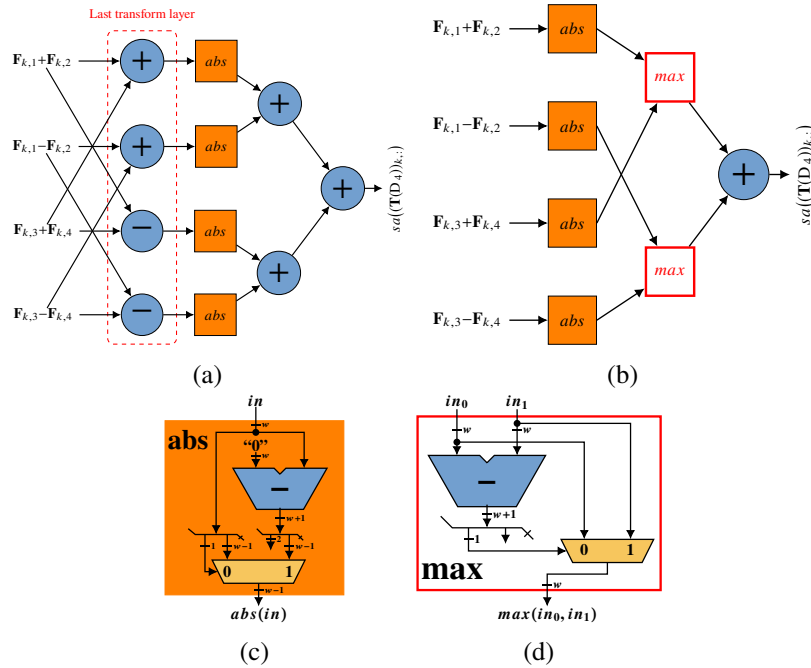 Last transform layer
F_{k,1}+F_{k,2}
+
abs
F_{k,1}−F_{k,2}
+
abs
+
F_{k,3}+F_{k,4}
−
abs
+
F_{k,3}−F_{k,4}
−
abs
+
sa((T(D_4))_{k,:})
(a)
F_{k,1}+F_{k,2}
abs
max
F_{k,1}−F_{k,2}
abs
+
F_{k,3}+F_{k,4}
abs
max
F_{k,3}−F_{k,4}
abs
sa((T(D_4))_{k,:})
(b)
in
w
abs
“0”
w
−
w+1
1
w−1
2
w−1
0
1
w−1
abs(in)
(c)
in_0
in_1
w
w
−
w+1
1
0
1
max
w
max(in_0, in_1)
(d)